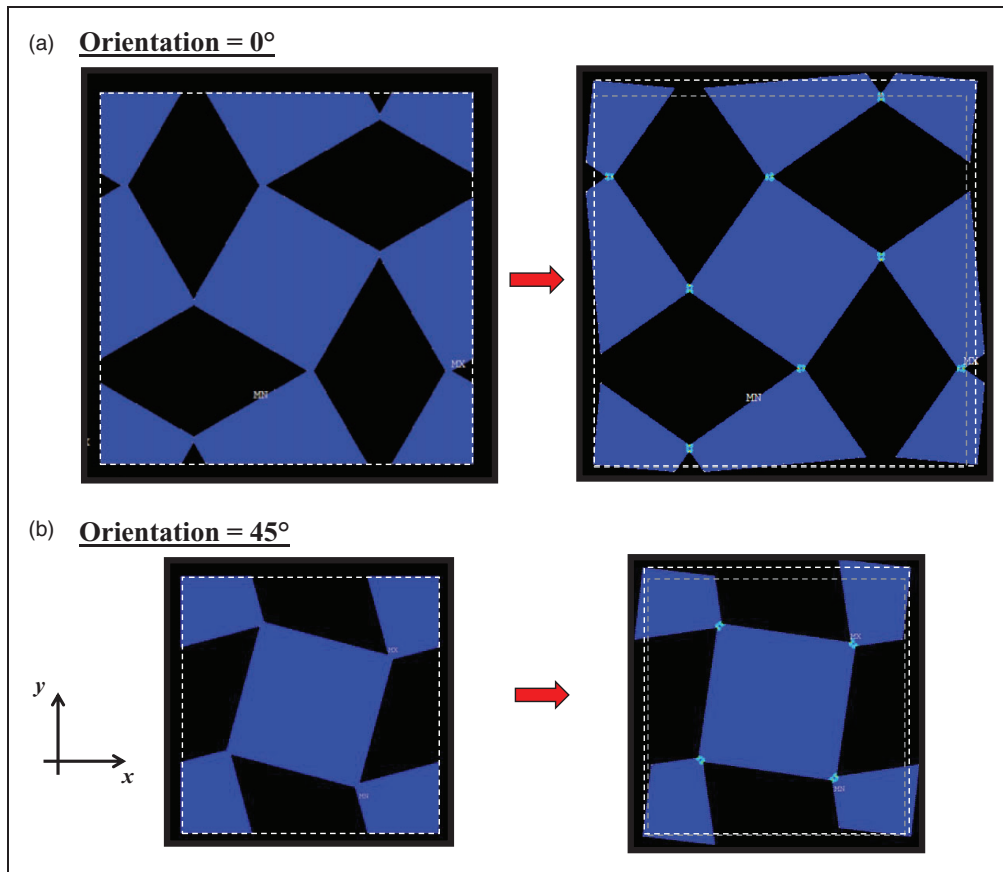 (a) Orientation = 0°
MX
MN
MX
MN
(b) Orientation = 45°
MX
MN
MX
MN
y
x